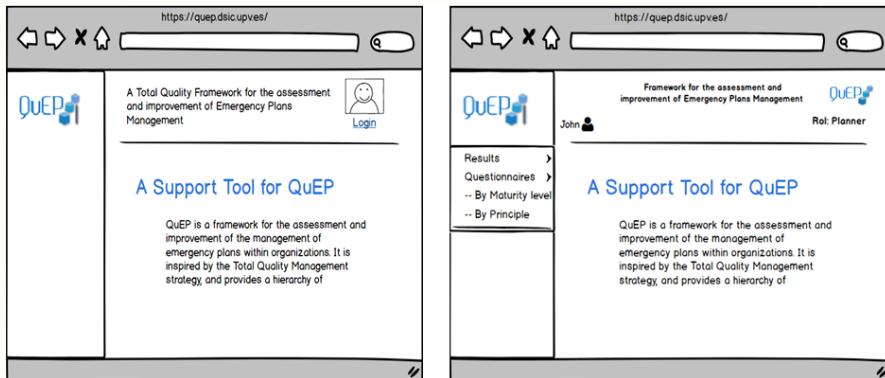 https://quep.dsic.upv.es/
QuEP
A Total Quality Framework for the assessment
and improvement of Emergency Plans
Management
Login
A Support Tool for QuEP
QuEP is a framework for the assessment and
improvement of the management of
emergency plans within organizations. It is
inspired by the Total Quality Management
strategy, and provides a hierarchy of
https://quep.dsic.upv.es/
QuEP
Framework for the assessment and
improvement of Emergency Plans Management
QuEP
John
Rol: Planner
Results
Questionnaires
-- By Maturity level
-- By Principle
A Support Tool for QuEP
QuEP is a framework for the assessment and
improvement of the management of
emergency plans within organizations. It is
inspired by the Total Quality Management
strategy, and provides a hierarchy of